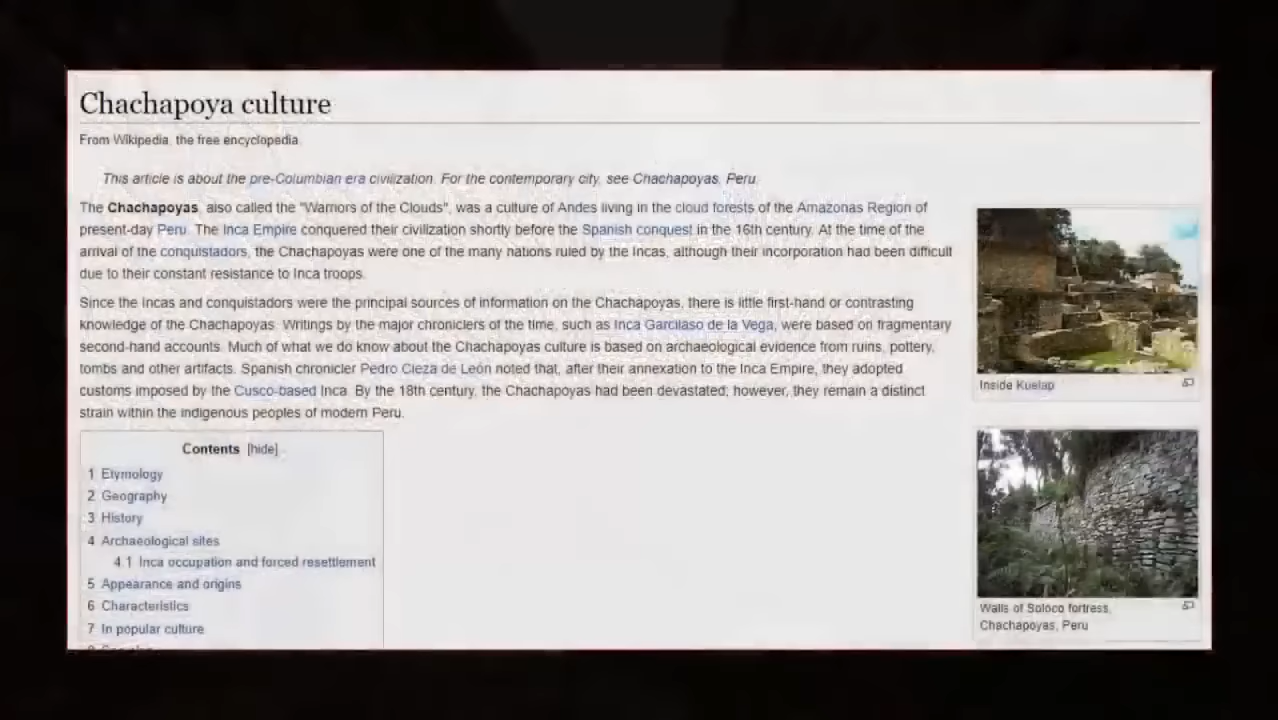 Chachapoya culture
From Wikipedia, the free encyclopedia
This article is about the pre-Columbian era civilization. For the contemporary city, see Chachapoyas, Peru.
The Chachapoyas, also called the "Warriors of the Clouds", was a culture of Andes living in the cloud forests of the Amazonas Region of
present-day Peru. The Inca Empire conquered their civilization shortly before the Spanish conquest in the 16th century. At the time of the
arrival of the conquistadors, the Chachapoyas were one of the many nations ruled by the Incas, although their incorporation had been difficult
due to their constant resistance to Inca troops.
Since the Incas and conquistadors were the principal sources of information on the Chachapoyas, there is little first-hand or contrasting
knowledge of the Chachapoyas. Writings by the major chroniclers of the time, such as Inca Garcilaso de la Vega, were based on fragmentary
second-hand accounts. Much of what we do know about the Chachapoyas culture is based on archaeological evidence from ruins, pottery,
tombs and other artifacts. Spanish chronicler Pedro Cieza de León noted that, after their annexation to the Inca Empire, they adopted
customs imposed by the Cusco-based Inca. By the 18th century, the Chachapoyas had been devastated; however, they remain a distinct
strain within the indigenous peoples of modern Peru.
Contents [hide]
1 Etymology
2 Geography
3 History
4 Archaeological sites
4.1 Inca occupation and forced resettlement
5 Appearance and origins
6 Characteristics
7 In popular culture
Inside Kuelap
Walls of Soloco fortress,
Chachapoyas, Peru